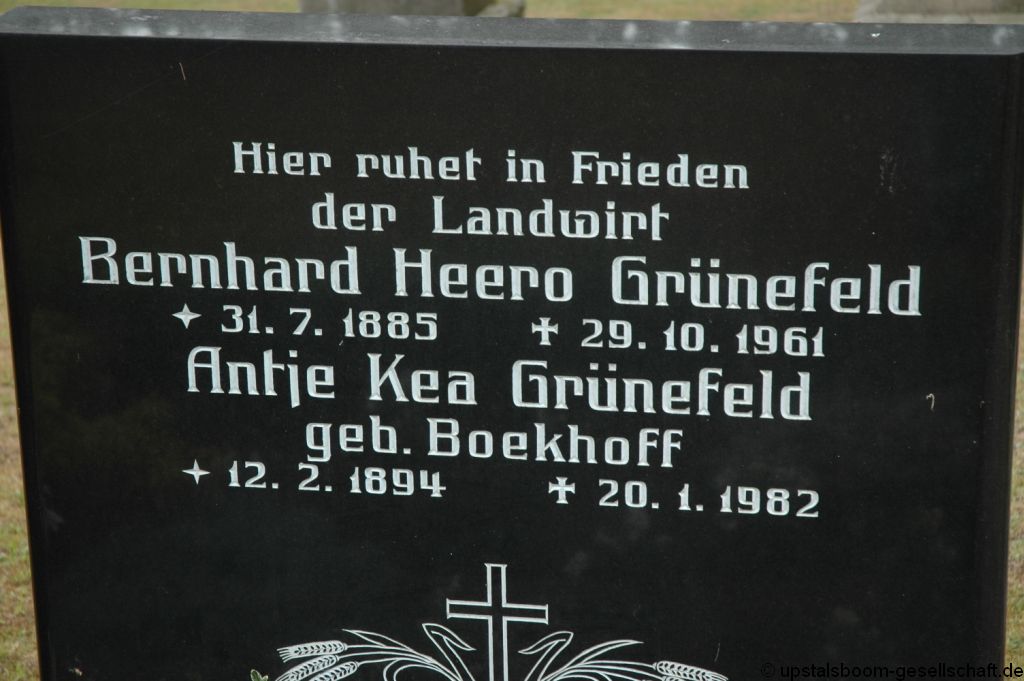 Hier ruhet in Frieden
der Landwirt
Bernhard Heero Grünefeld
31. 7. 1885 29. 10. 1961
Antje Kea Grünefeld
geb. Boekhoff
12. 2. 1894 20. 1. 1982
© upstalsboom-gesellschaft.de